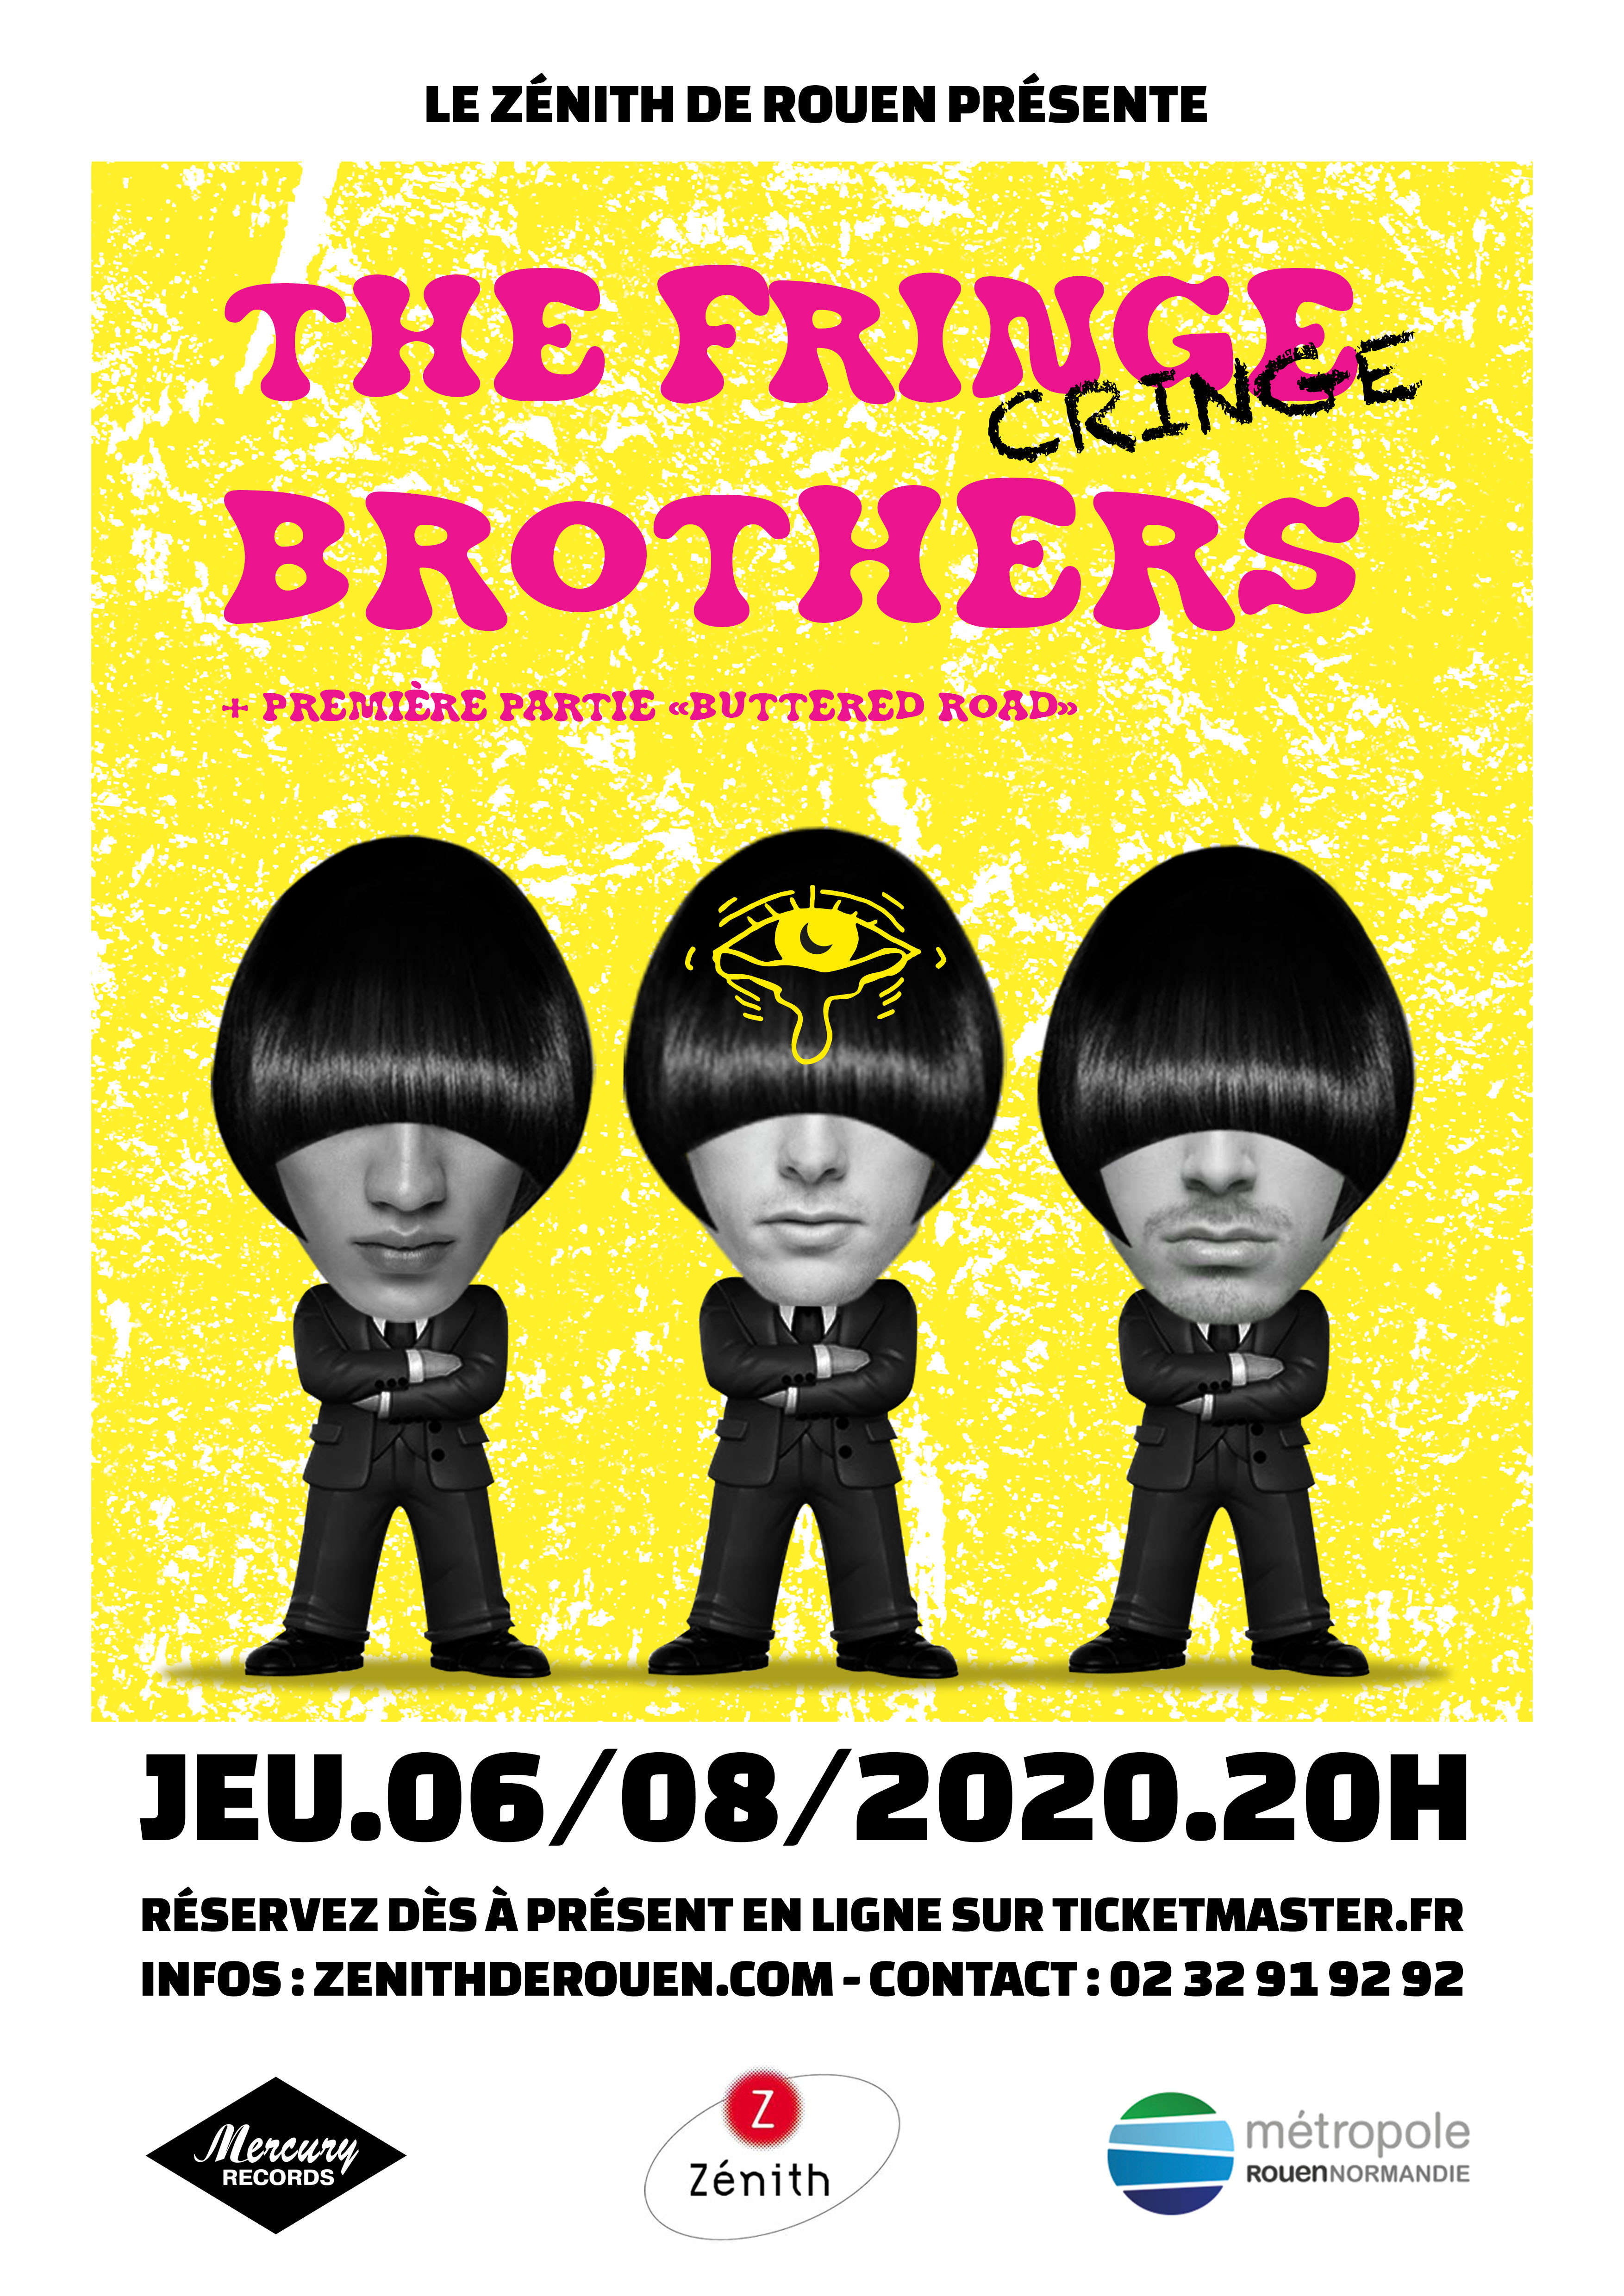 LE ZÉNITH DE ROUEN PRÉSENTE
THE FRINGE
CRINGE
BROTHERS
+ PREMIÈRE PARTIE «BUTTERED ROAD»
JEU.06/08/2020.20H
RÉSERVEZ DÈS À PRÉSENT EN LIGNE SUR TICKETMASTER.FR
INFOS : ZENITHDEROUEN.COM - CONTACT : 02 32 91 92 92
Mercury
RECORDS
Z
Zénith
métropole
ROUENNORMANDIE